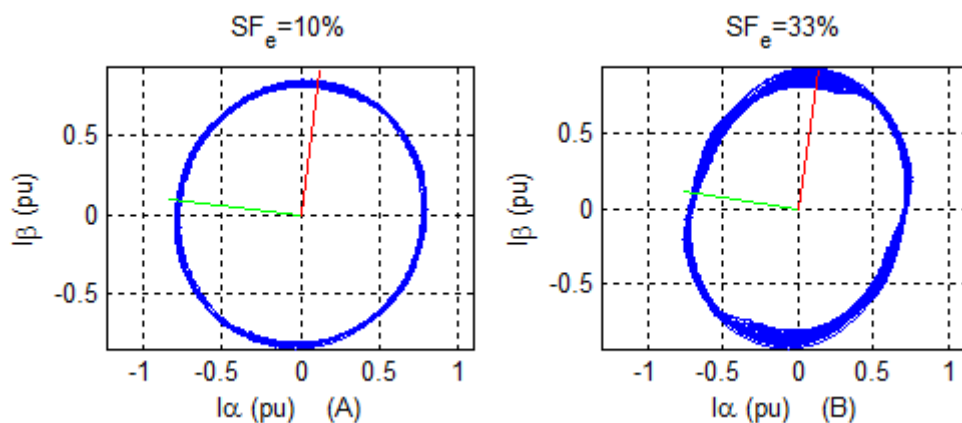 SFe=10%
0.5
0
-0.5
-1 -0.5 0 0.5 1
Iβ (pu)
Iα (pu) (A)
SFe=33%
0.5
0
-0.5
-1 -0.5 0 0.5 1
Iβ (pu)
Iα (pu) (B)